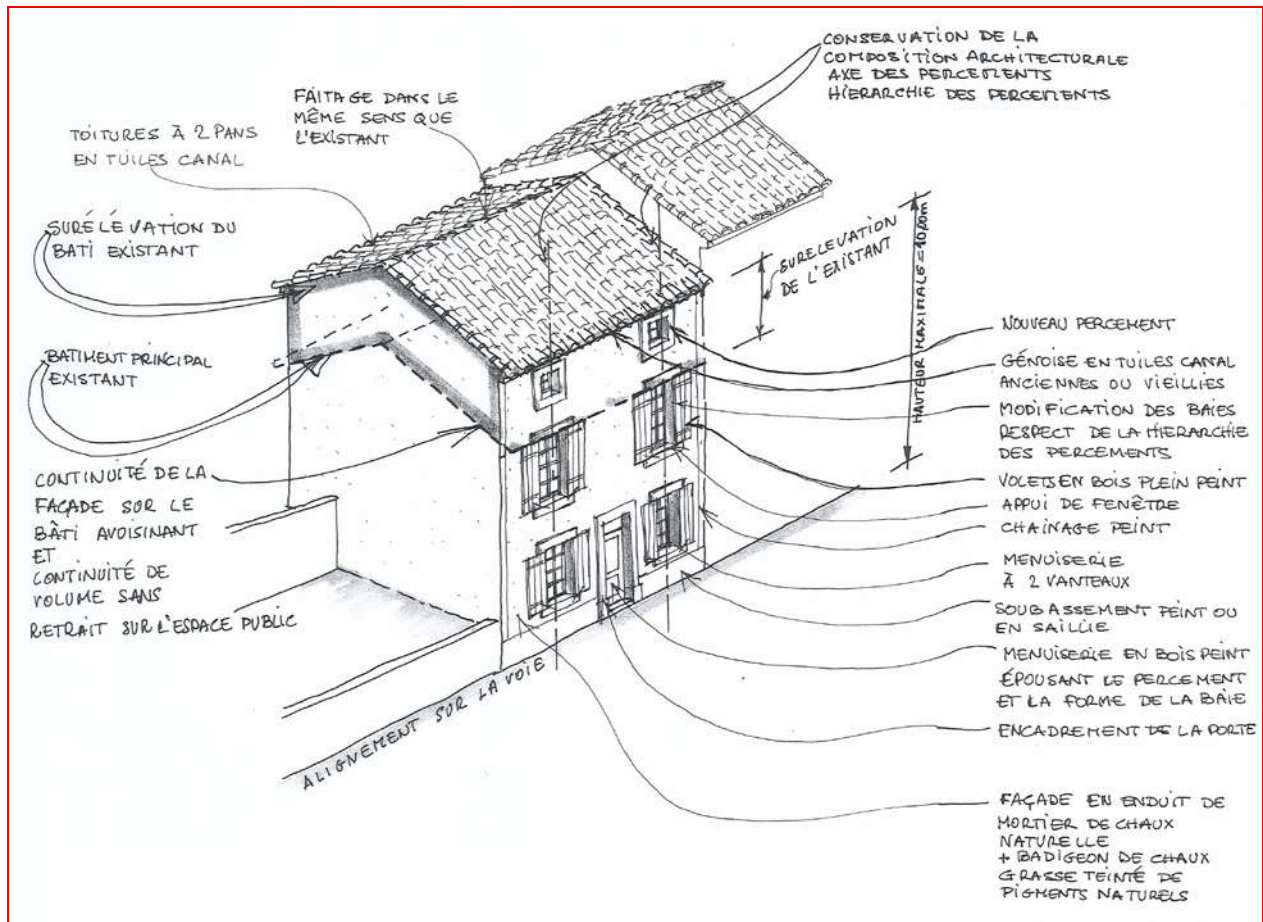 CONSERVATION DE LA
COMPOSITION ARCHITECTURALE
AXE DES PERCEMENTS
HIERARCHIE DES PERCEMENTS
FAITAGE DANS LE
MÊME SENS QUE
L'EXISTANT
TOITURES À 2 PANS
EN TUILES CANAL
SURÉLÉVATION DU
BATI EXISTANT
BATIMENT PRINCIPAL
EXISTANT
CONTINUITÉ DE LA
FAÇADE SUR LE
BÂTI AVOISINANT
ET
CONTINUITÉ DE
VOLUME SANS
RETRAIT SUR L'ESPACE PUBLIC
ALIGNEMENT SUR LA VOIE
SURELEVATION
DE L'EXISTANT
HAUTEUR MAXIMALE = 10,00m
NOUVEAU PERCEMENT
GÉNOISE EN TUILES CANAL
ANCIENNES OU VIEILLIES
MODIFICATION DES BAIES
RESPECT DE LA HIERARCHIE
DES PERCEMENTS
VOLETS EN BOIS PLEIN PEINT
APPUI DE FENÊTRE
CHAINAGE PEINT
MENUISERIE
À 2 VANTEAUX
SOUBASSEMENT PEINT OU
EN SAILLIE
MENUISERIE EN BOIS PEINT
ÉPOUSANT LE PERCEMENT
ET LA FORME DE LA BAIE
ENCADREMENT DE LA PORTE
FAÇADE EN ENDUIT DE
MORTIER DE CHAUX
NATURELLE
+ BADIGEON DE CHAUX
GRASSE TEINTÉ DE
PIGMENTS NATURELS